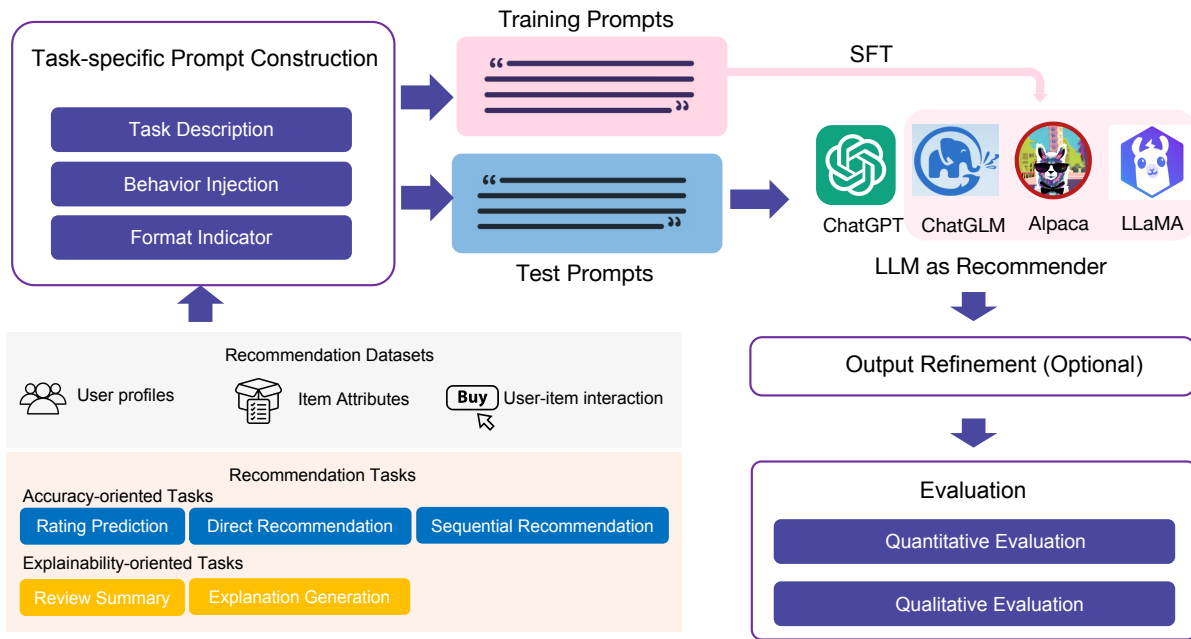 Task-specific Prompt Construction
Task Description
Behavior Injection
Format Indicator
Training Prompts
“
”
“
”
Test Prompts
SFT
ChatGPT
ChatGLM
Alpaca
LLaMA
LLM as Recommender
Output Refinement (Optional)
Evaluation
Quantitative Evaluation
Qualitative Evaluation
Recommendation Datasets
User profiles
Item Attributes
Buy
User-item interaction
Recommendation Tasks
Accuracy-oriented Tasks
Rating Prediction
Direct Recommendation
Sequential Recommendation
Explainability-oriented Tasks
Review Summary
Explanation Generation